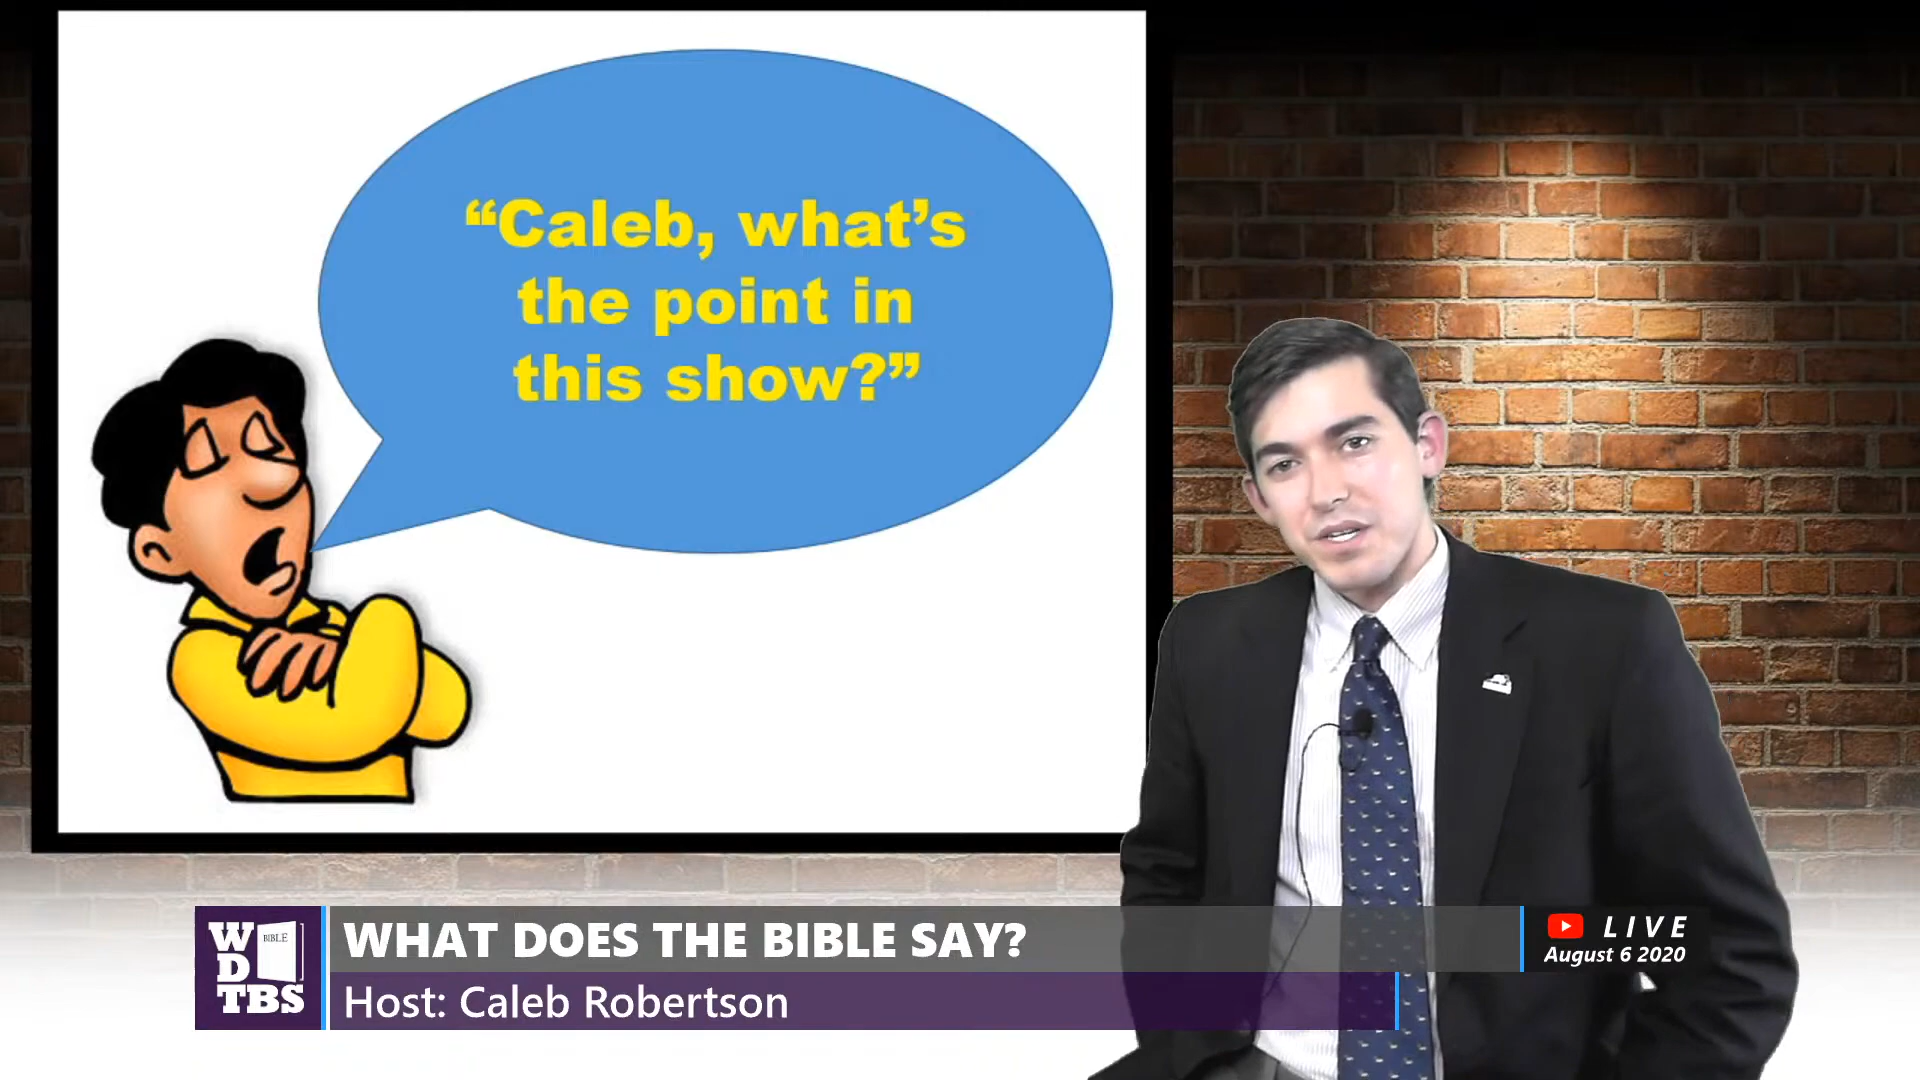 “Caleb, what’s
the point in
this show?”
W
D
TBS
BIBLE
WHAT DOES THE BIBLE SAY?
Host: Caleb Robertson
LIVE
August 6 2020